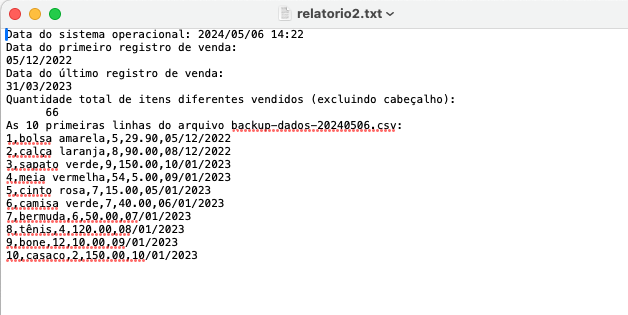 relatorio2.txt
Data do sistema operacional: 2024/05/06 14:22
Data do primeiro registro de venda:
05/12/2022
Data do último registro de venda:
31/03/2023
Quantidade total de itens diferentes vendidos (excluindo cabeçalho):
66
As 10 primeiras linhas do arquivo backup-dados-20240506.csv:
1,bolsa amarela,5,29.90,05/12/2022
2,calça laranja,8,90.00,08/12/2022
3,sapato verde,9,150.00,10/01/2023
4,meia vermelha,54,5.00,09/01/2023
5,cinto rosa,7,15.00,05/01/2023
6,camisa verde,7,40.00,06/01/2023
7,bermuda,6,50.00,07/01/2023
8,tênis,4,120.00,08/01/2023
9,bone,12,10.00,09/01/2023
10,casaco,2,150.00,10/01/2023